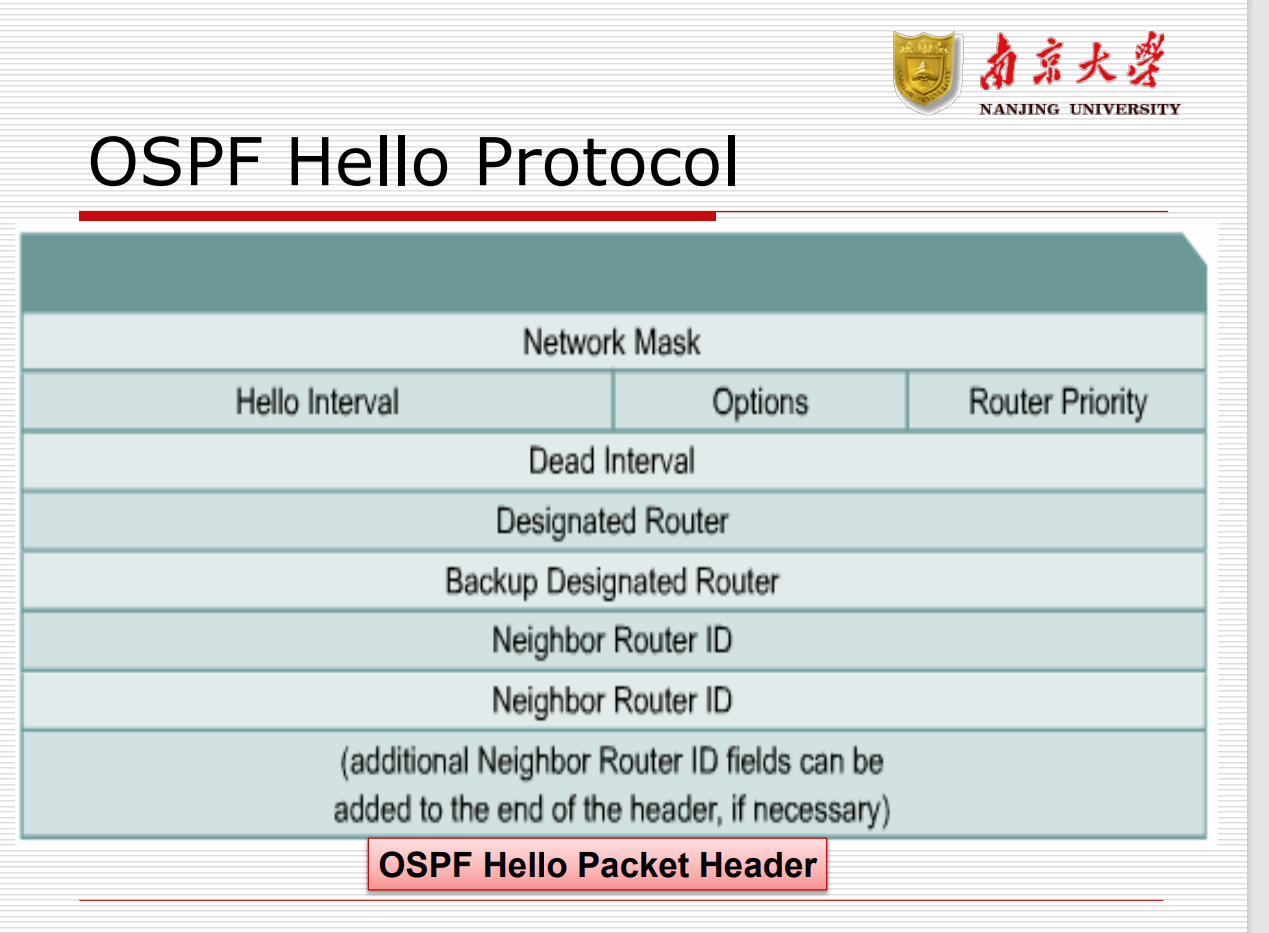 南京大学
NANJING UNIVERSITY
OSPF Hello Protocol
Network Mask
Hello Interval Options Router Priority
Dead Interval
Designated Router
Backup Designated Router
Neighbor Router ID
Neighbor Router ID
(additional Neighbor Router ID fields can be
added to the end of the header, if necessary)
OSPF Hello Packet Header